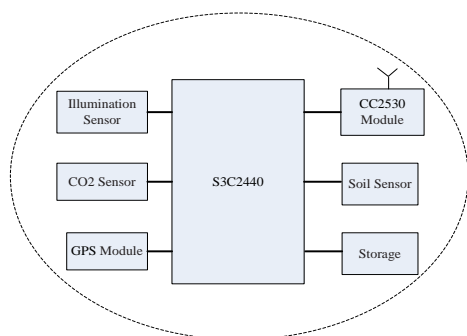 Illumination
Sensor
CC2530
Module
CO2 Sensor
S3C2440
Soil Sensor
GPS Module
Storage